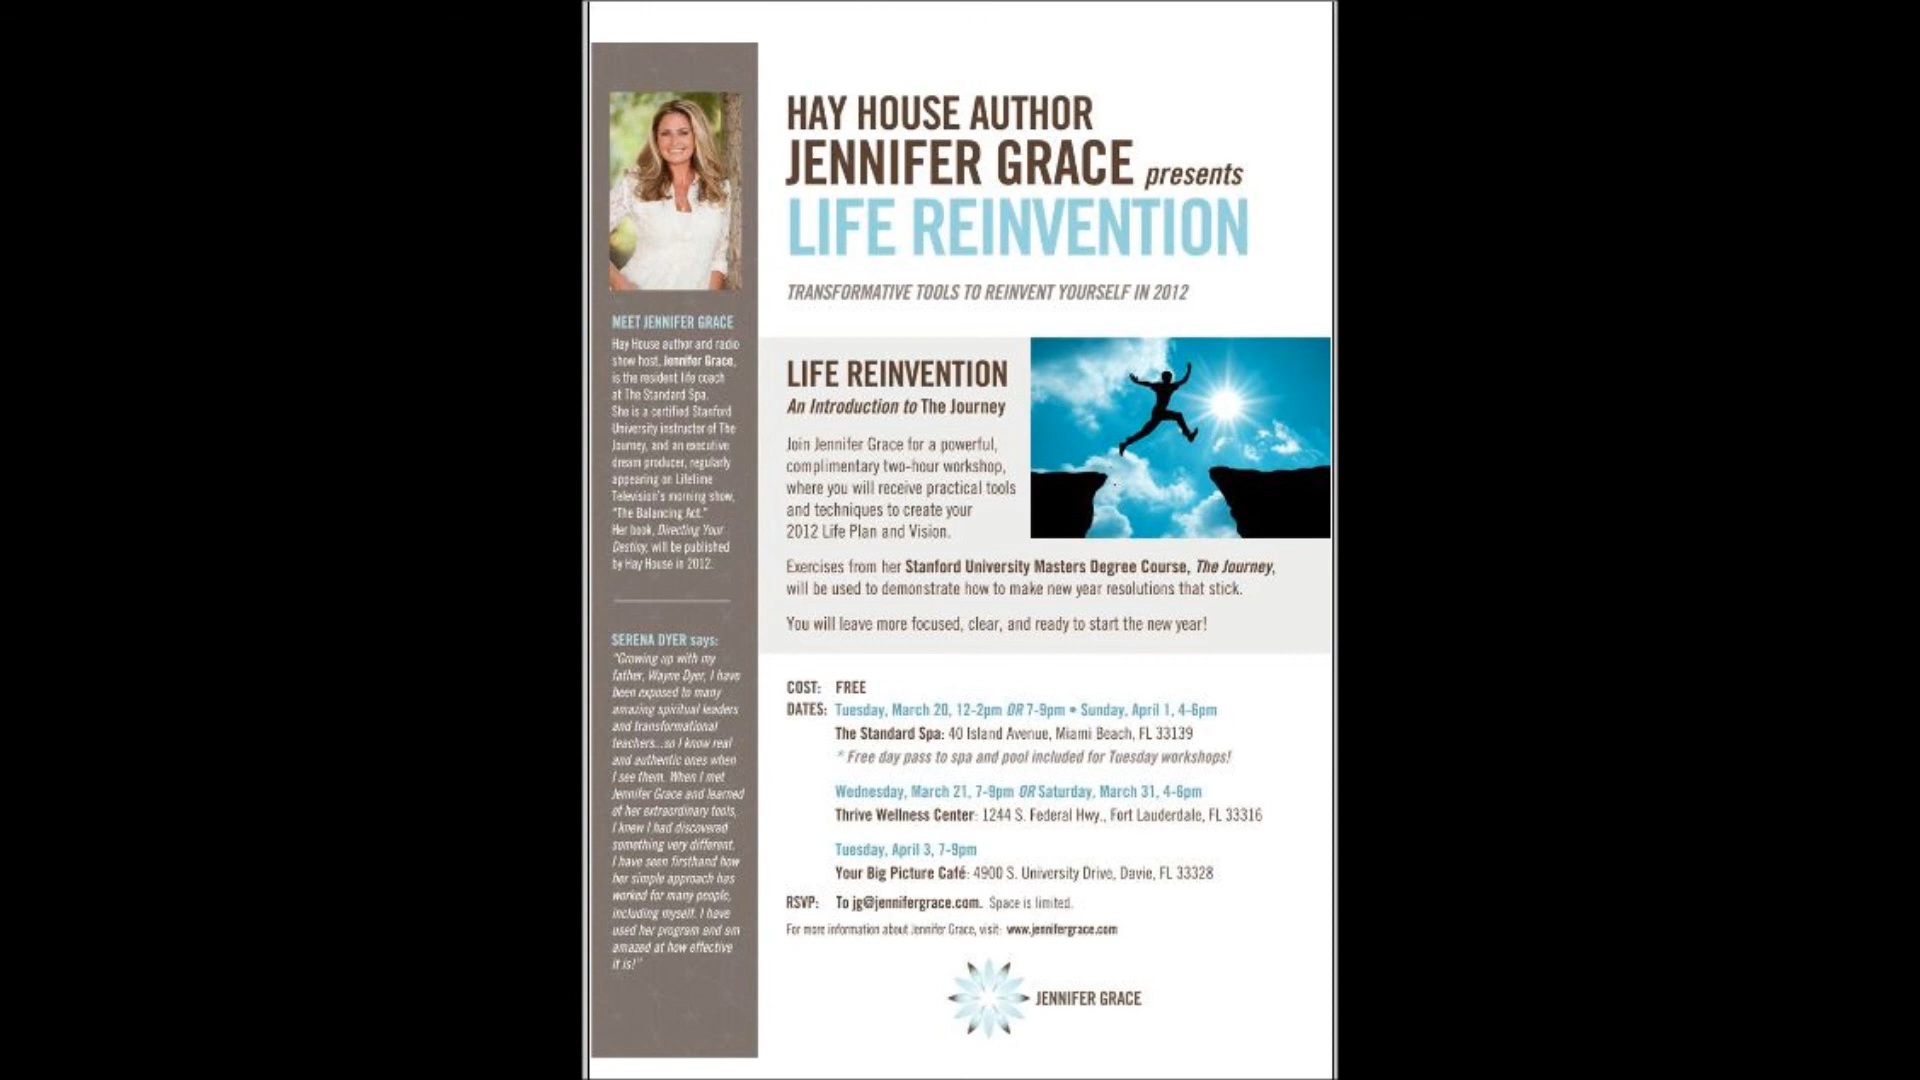 HAY HOUSE AUTHOR
JENNIFER GRACE presents
LIFE REINVENTION
TRANSFORMATIVE TOOLS TO REINVENT YOURSELF IN 2012
MEET JENNIFER GRACE
Hay House author and radio
show host, Jennifer Grace,
is the resident life coach
at The Standard Spa.
She is a certified Stanford
University instructor of The
Journey, and an executive
dream producer, regularly
appearing on Lifetime
Television's morning show,
"The Balancing Act."
Her book, Directing Your
Destiny, will be published
by Hay House in 2012.
SERENA DYER says:
"Growing up with my
father, Wayne Dyer, I have
been exposed to many
amazing spiritual leaders
and transformational
teachers...so I know real
and authentic ones when
I see them. When I met
Jennifer Grace and learned
of her extraordinary tools,
I knew I had discovered
something very different.
I have seen firsthand how
her simple approach has
worked for many people,
including myself. I have
used her program and am
amazed at how effective
it is!"
LIFE REINVENTION
An Introduction to The Journey
Join Jennifer Grace for a powerful,
complimentary two-hour workshop,
where you will receive practical tools
and techniques to create your
2012 Life Plan and Vision.
Exercises from her Stanford University Masters Degree Course, The Journey,
will be used to demonstrate how to make new year resolutions that stick.
You will leave more focused, clear, and ready to start the new year!
COST: FREE
DATES: Tuesday, March 20, 12-2pm OR 7-9pm • Sunday, April 1, 4-6pm
The Standard Spa: 40 Island Avenue, Miami Beach, FL 33139
* Free day pass to spa and pool included for Tuesday workshops!
Wednesday, March 21, 7-9pm OR Saturday, March 31, 4-6pm
Thrive Wellness Center: 1244 S. Federal Hwy., Fort Lauderdale, FL 33316
Tuesday, April 3, 7-9pm
Your Big Picture Café: 4900 S. University Drive, Davie, FL 33328
RSVP: To jg@jennifergrace.com. Space is limited.
For more information about Jennifer Grace, visit: www.jennifergrace.com
JENNIFER GRACE